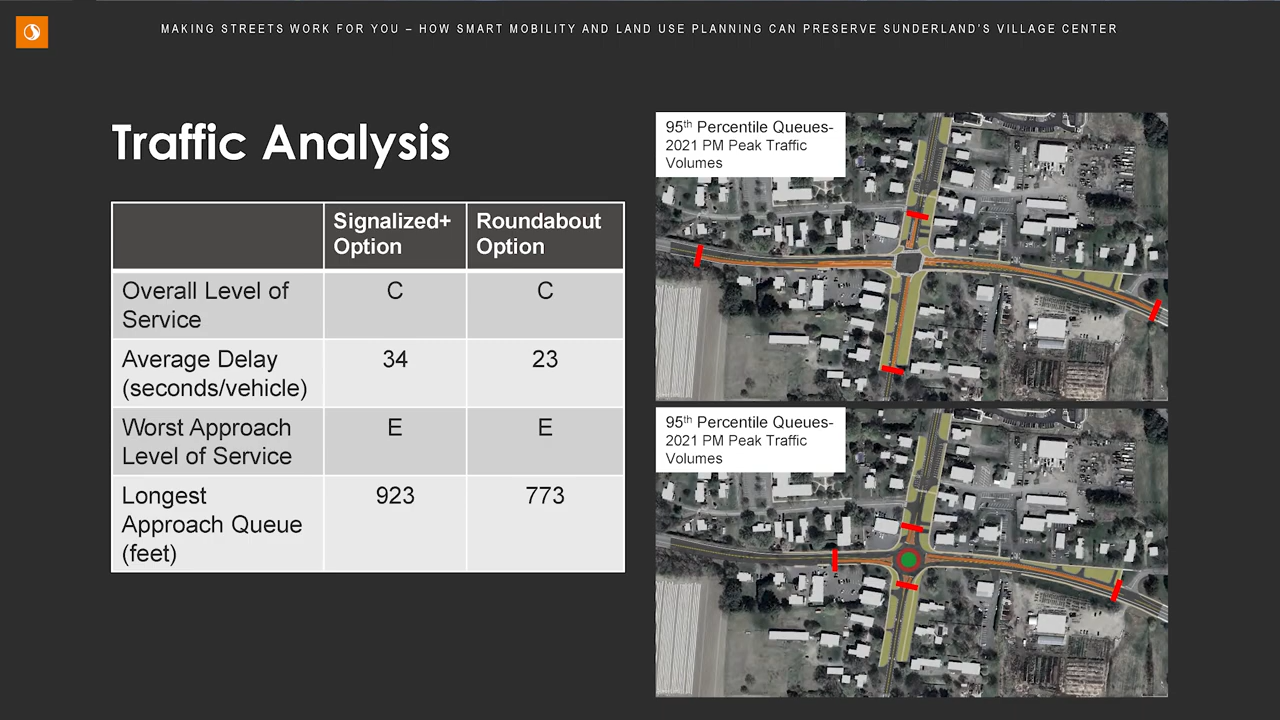 MAKING STREETS WORK FOR YOU – HOW SMART MOBILITY AND LAND USE PLANNING CAN PRESERVE SUNDERLAND'S VILLAGE CENTER
Traffic Analysis
Signalized+ Option
Roundabout Option
Overall Level of Service
C
C
Average Delay (seconds/vehicle)
34
23
Worst Approach Level of Service
E
E
Longest Approach Queue (feet)
923
773
95th Percentile Queues-
2021 PM Peak Traffic
Volumes
95th Percentile Queues-
2021 PM Peak Traffic
Volumes